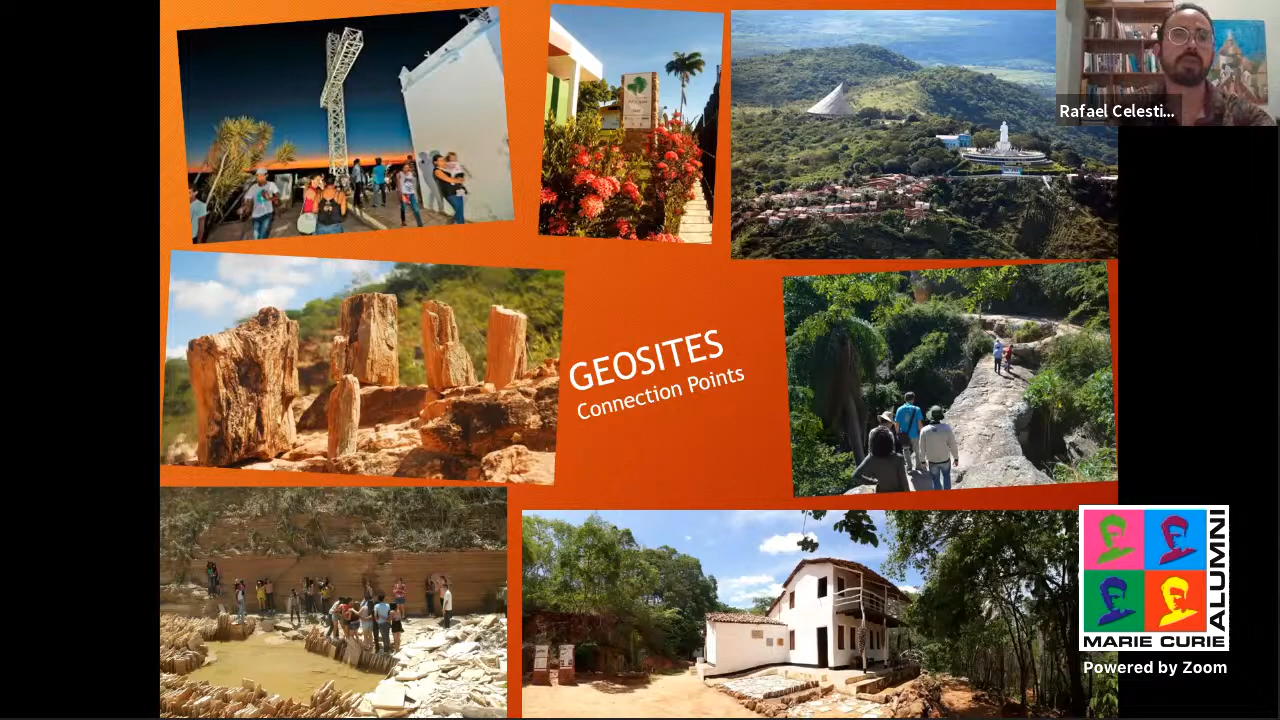 Rafael Celesti...
GEOSITES
Connection Points
ALUMNI
MARIE CURIE
Powered by Zoom